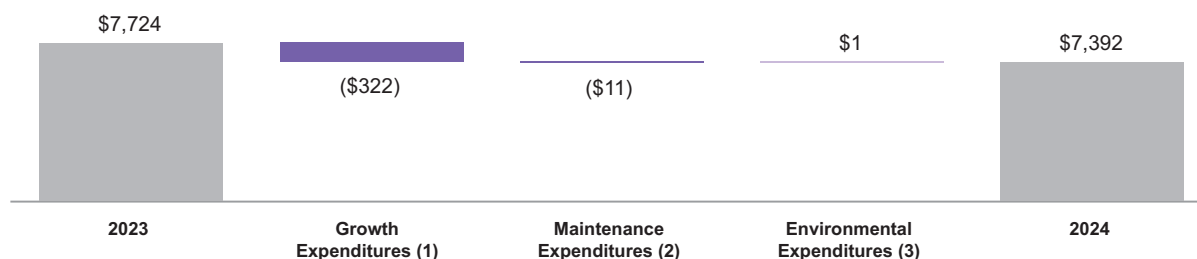 $7,724
$1
$7,392
($322)
($11)
2023
Growth
Expenditures (1)
Maintenance
Expenditures (2)
Environmental
Expenditures (3)
2024